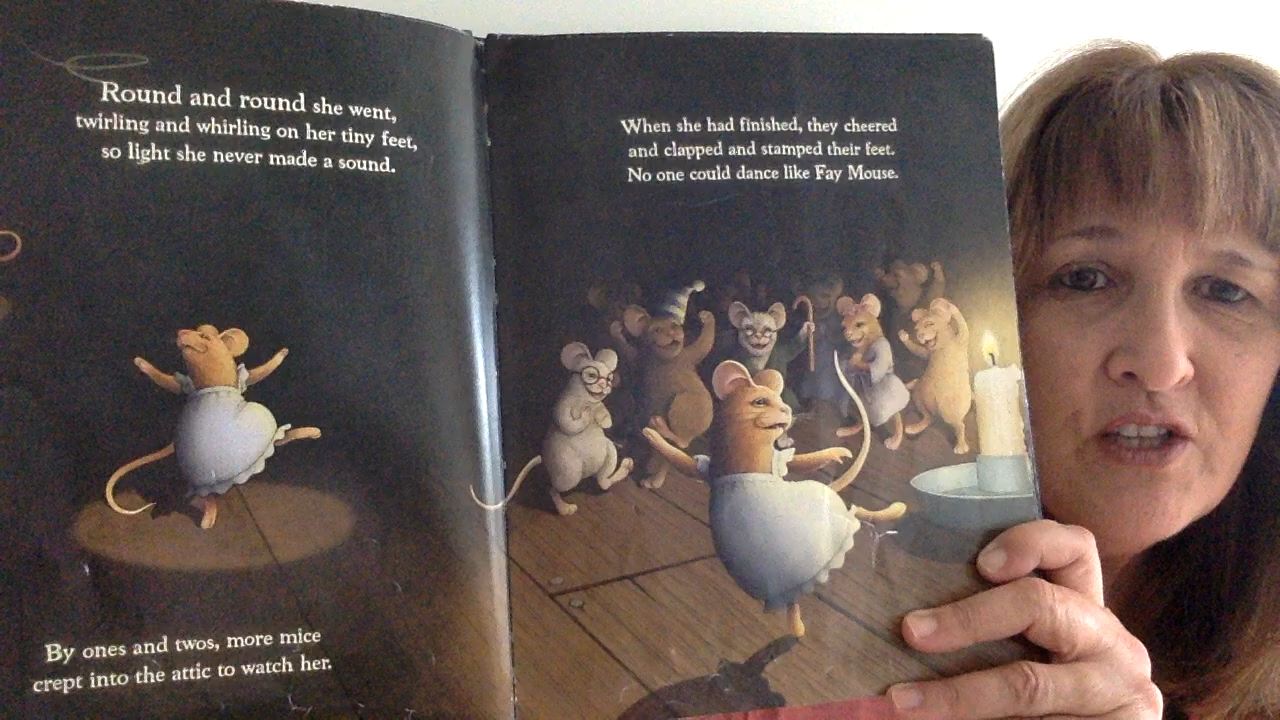 Round and round she went,
twirling and whirling on her tiny feet,
so light she never made a sound.
By ones and twos, more mice
crept into the attic to watch her.
When she had finished, they cheered
and clapped and stamped their feet.
No one could dance like Fay Mouse.